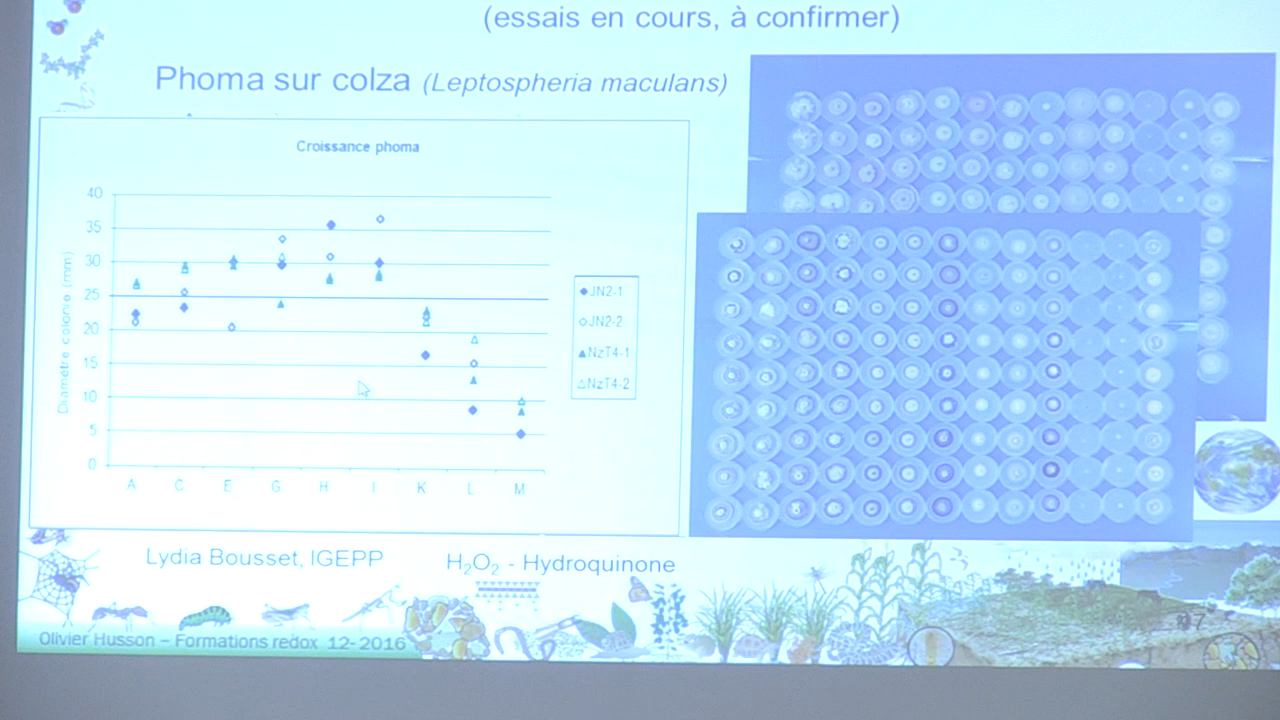 (essais en cours, à confirmer)
Phoma sur colza (Leptospheria maculans)
Croissance phoma
Diamètre colonie (mm)
40
35
30
25
20
15
10
5
0
A C E G H I K L M
JN2-1
JN2-2
NzT4-1
NzT4-2
Lydia Bousset, IGEPP
H₂O₂ - Hydroquinone
Olivier Husson – Formations redox 12-2016